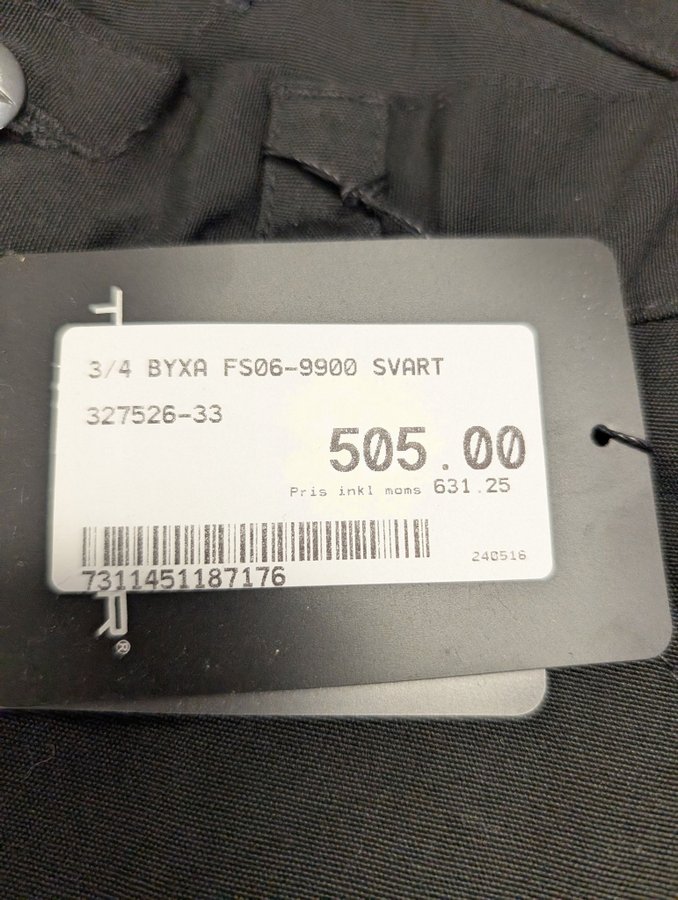 3/4 BYXA FS06-9900 SVART
327526-33
505.00
Pris inkl moms 631.25
7311451187176
240516
R®